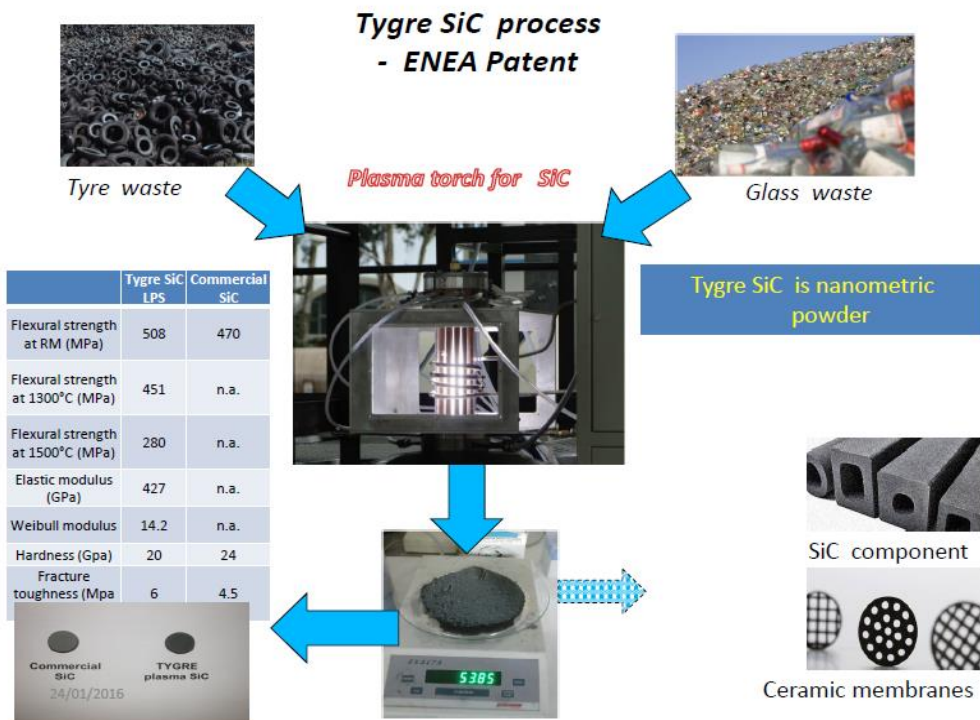 Tygre SiC process
- ENEA Patent
Tyre waste
Plasma torch for SiC
Glass waste
Tygre SiC LPS
Commercial SiC
Flexural strength at RM (MPa)
508
470
Flexural strength at 1300°C (MPa)
451
n.a.
Flexural strength at 1500°C (MPa)
280
n.a.
Elastic modulus (GPa)
427
n.a.
Weibull modulus
14.2
n.a.
Hardness (Gpa)
20
24
Fracture toughness (Mpa
6
4.5
Tygre SiC is nanometric
powder
SiC component
Ceramic membranes
Commercial
SiC
TYGRE
plasma SiC
24/01/2016
5385